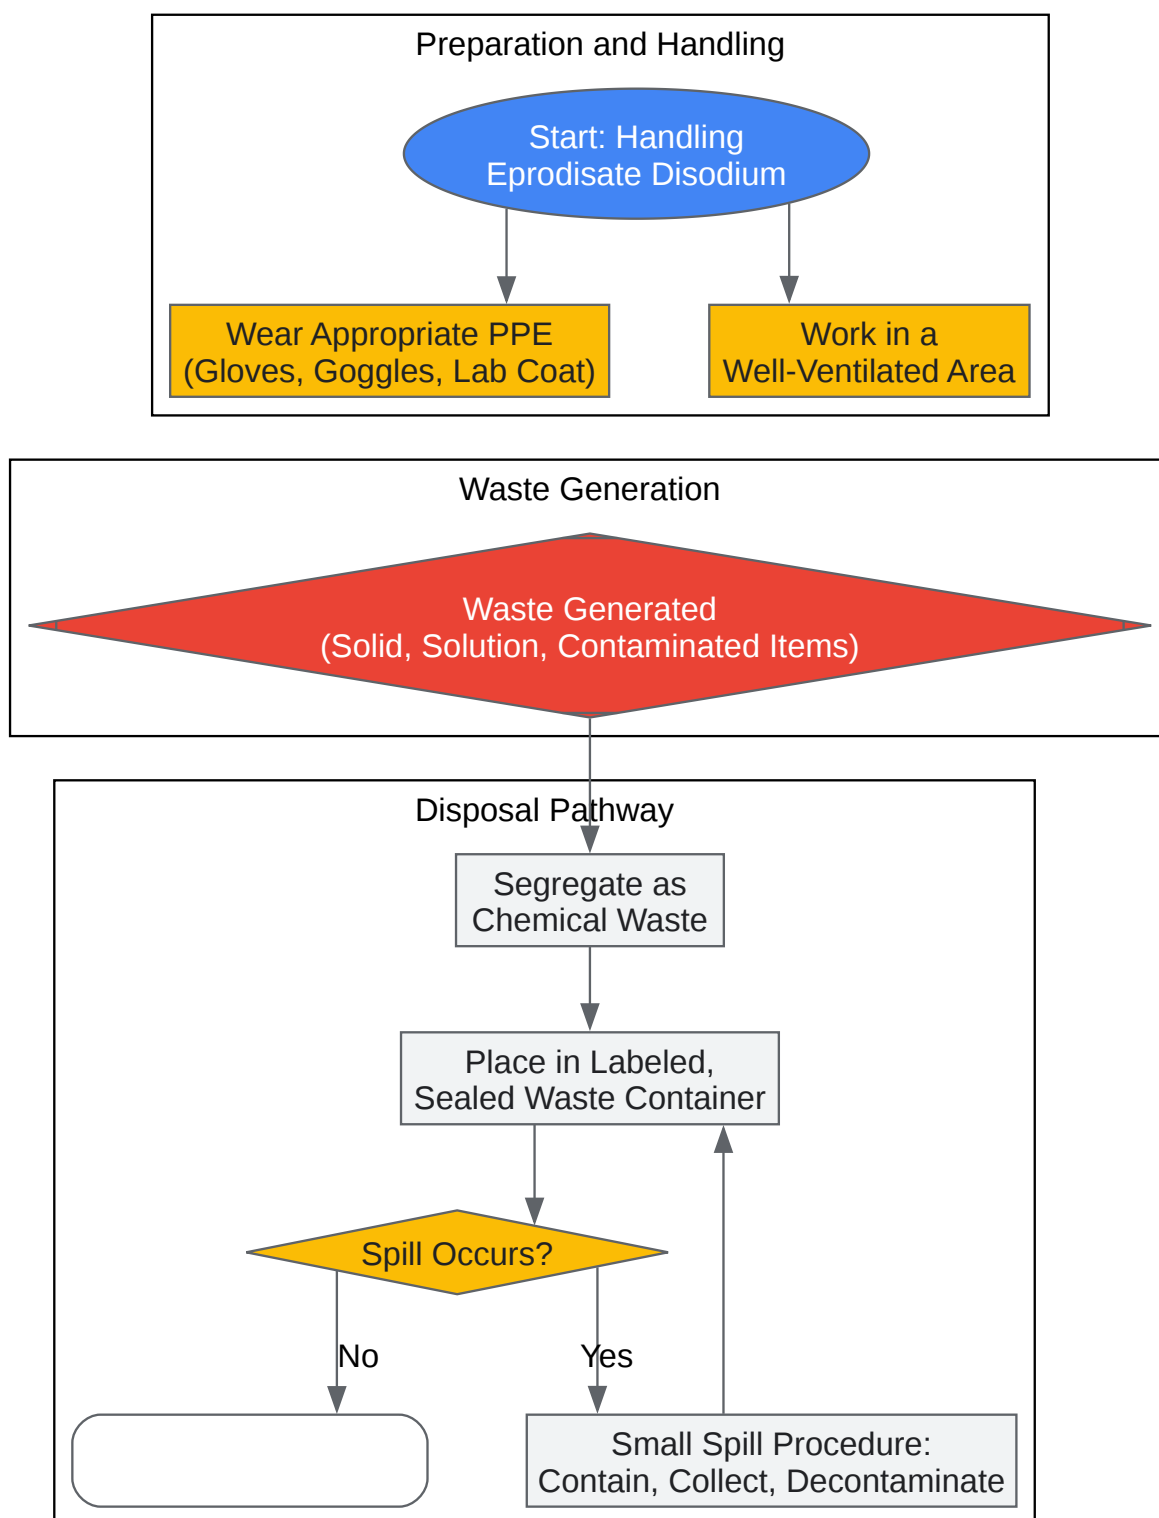 Preparation and Handling
Start: Handling
Eprodisate Disodium
Wear Appropriate PPE
(Gloves, Goggles, Lab Coat)
Work in a
Well-Ventilated Area
Waste Generation
Waste Generated
(Solid, Solution, Contaminated Items)
Disposal Pathway
Segregate as
Chemical Waste
Place in Labeled,
Sealed Waste Container
Spill Occurs?
No
Yes
Small Spill Procedure:
Contain, Collect, Decontaminate